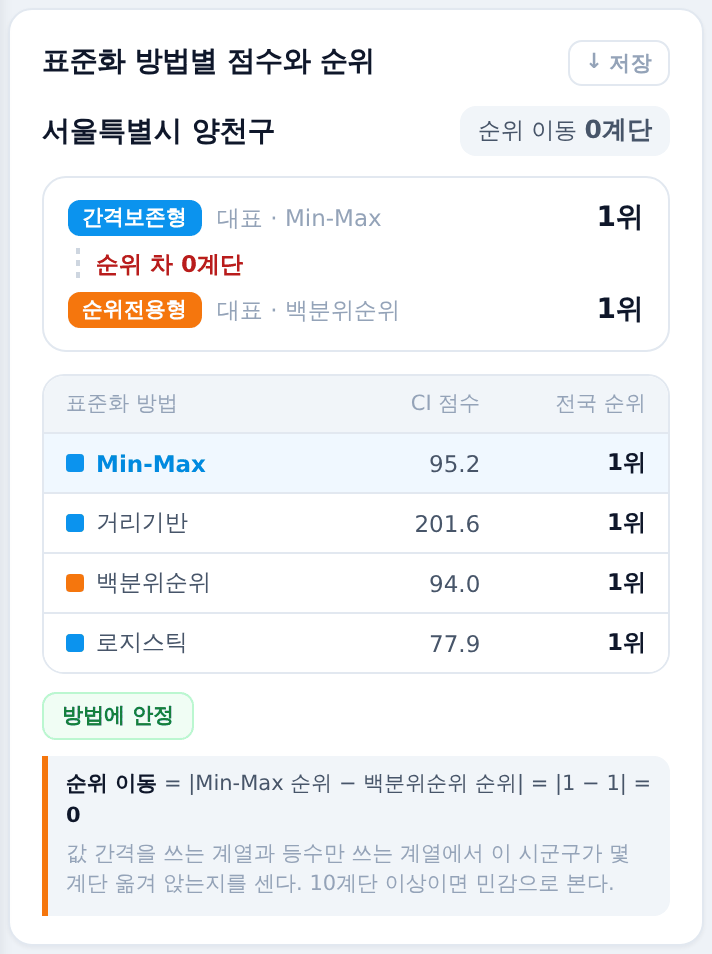 표준화 방법별 점수와 순위
↓ 저장
서울특별시 양천구
순위 이동 0계단
간격보존형 대표 · Min-Max 1위
순위 차 0계단
순위전용형 대표 · 백분위순위 1위
표준화 방법 CI 점수 전국 순위
Min-Max 95.2 1위
거리기반 201.6 1위
백분위순위 94.0 1위
로지스틱 77.9 1위
방법에 안정
순위 이동 = |Min-Max 순위 − 백분위순위 순위| = |1 − 1| =
0
값 간격을 쓰는 계열과 등수만 쓰는 계열에서 이 시군구가 몇
계단 옮겨 앉는지를 센다. 10계단 이상이면 민감으로 본다.